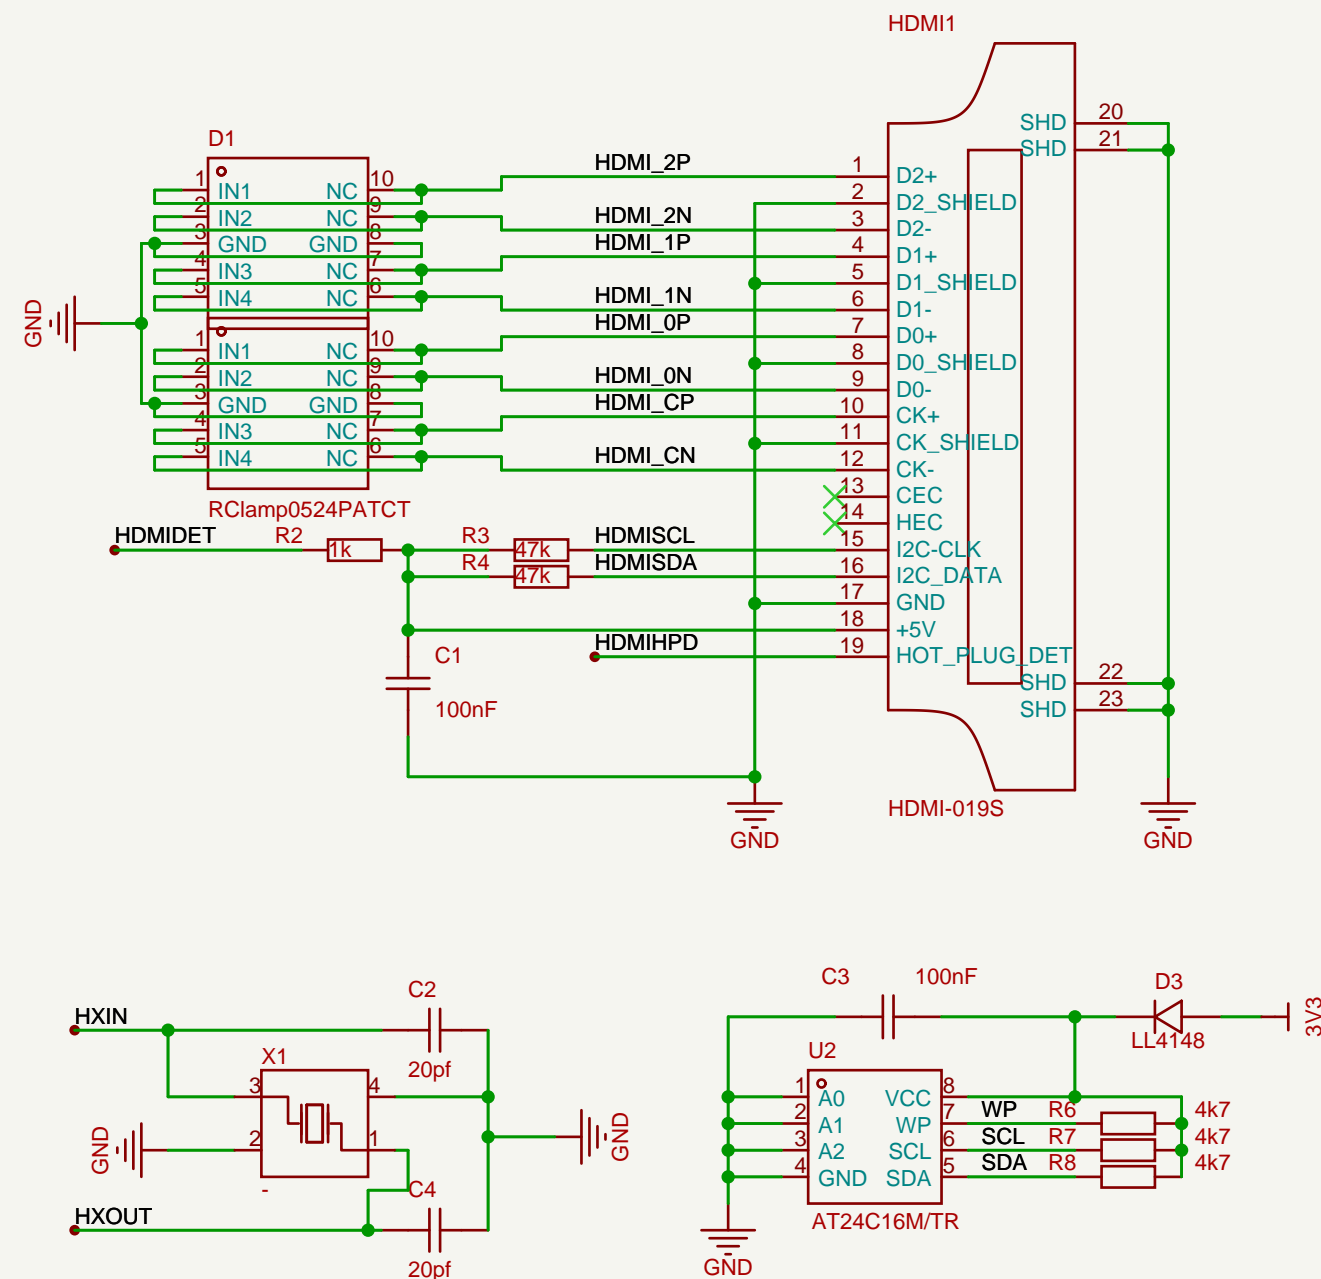 HDMI1
D1
1 IN1 NC 10
2 IN2 NC 9
3 GND GND 8
4 IN3 NC 7
5 IN4 NC 6
1 IN1 NC 10
2 IN2 NC 9
3 GND GND 8
4 IN3 NC 7
5 IN4 NC 6
RClamp0524PATCT
GND
HDMI_2P
HDMI_2N
HDMI_1P
HDMI_1N
HDMI_0P
HDMI_0N
HDMI_CP
HDMI_CN
1 D2+
2 D2_SHIELD
3 D2-
4 D1+
5 D1_SHIELD
6 D1-
7 D0+
8 D0_SHIELD
9 D0-
10 CK+
11 CK_SHIELD
12 CK-
13 CEC
14 HEC
15 I2C-CLK
16 I2C_DATA
17 GND
18 +5V
19 HOT_PLUG_DET
SHD 20
SHD 21
SHD 22
SHD 23
HDMI-019S
HDMIDET
R2 1k
R3 47k HDMISCL
R4 47k HDMISDA
HDMIHPD
C1
100nF
GND
GND
HXIN
C2
20pf
X1
3 4
2 1
-
GND
GND
C4
HXOUT
20pf
C3 100nF
D3
LL4148
3V3
U2
1 A0 VCC 8
2 A1 WP 7
3 A2 SCL 6
4 GND SDA 5
WP R6 4k7
SCL R7 4k7
SDA R8 4k7
AT24C16M/TR
GND